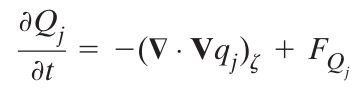 ∂Q_j/∂t = −(∇ · V q_j)_ζ + F_{Q_j}